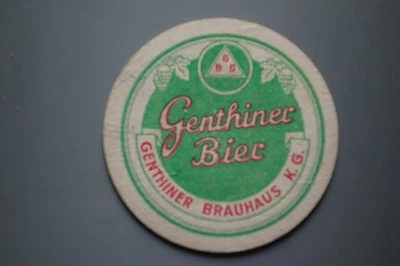 G
B G
Genthiner
Bier
GENTHINER BRAUHAUS K.G.